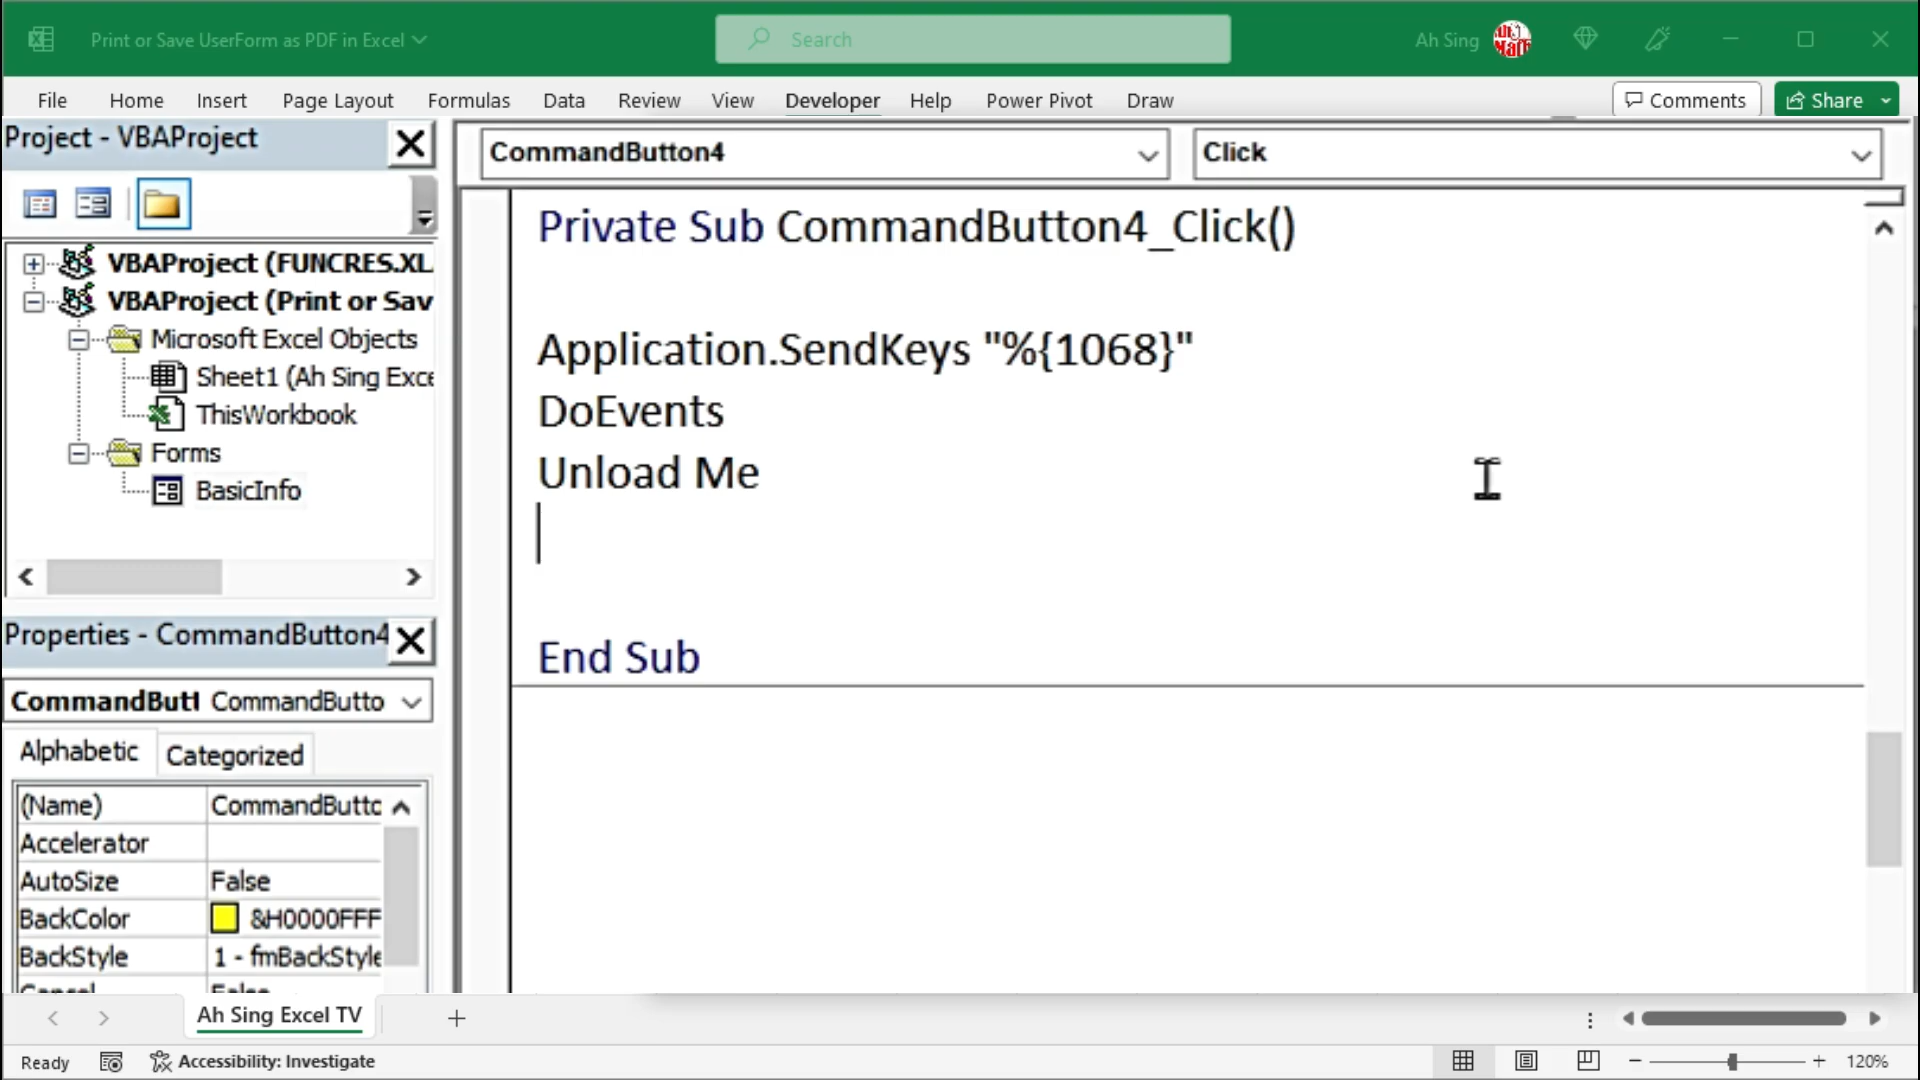 Print or Save UserForm as PDF in Excel
Search
Ah Sing
File Home Insert Page Layout Formulas Data Review View Developer Help Power Pivot Draw
Comments Share
Project - VBAProject
VBAProject (FUNCRES.XL
VBAProject (Print or Sav
Microsoft Excel Objects
Sheet1 (Ah Sing Exce
ThisWorkbook
Forms
BasicInfo
Properties - CommandButton4
CommandButt CommandButto
Alphabetic Categorized
(Name) CommandButto
Accelerator
AutoSize False
BackColor &H0000FFF
BackStyle 1 - fmBackStyle
Cancel False
CommandButton4 Click
Private Sub CommandButton4_Click()
Application.SendKeys "%{1068}"
DoEvents
Unload Me
End Sub
Ah Sing Excel TV
Ready Accessibility: Investigate 120%